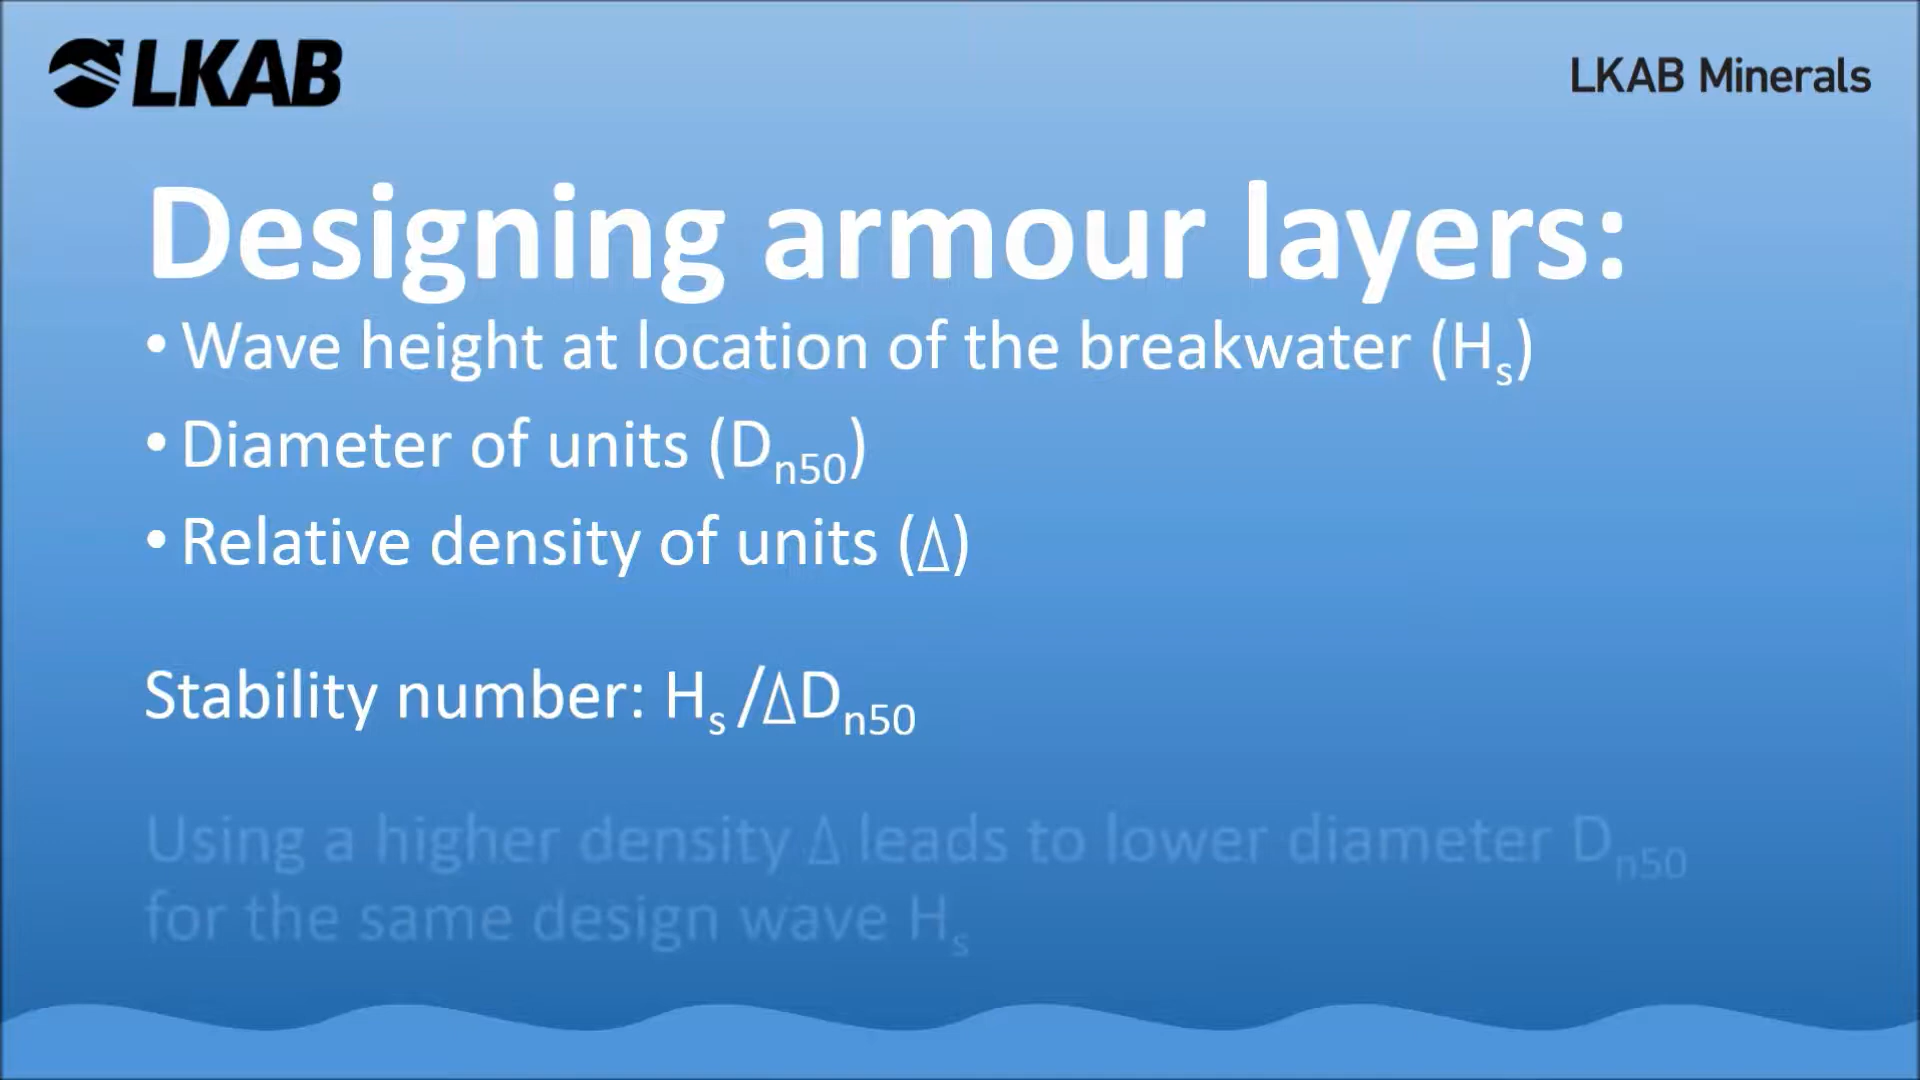 LKAB
LKAB Minerals
Designing armour layers:
• Wave height at location of the breakwater (Hₛ)
• Diameter of units (Dₙ₅₀)
• Relative density of units (Δ)
Stability number: Hₛ /ΔDₙ₅₀
Using a higher density Δ leads to lower diameter Dₙ₅₀
for the same design wave Hₛ